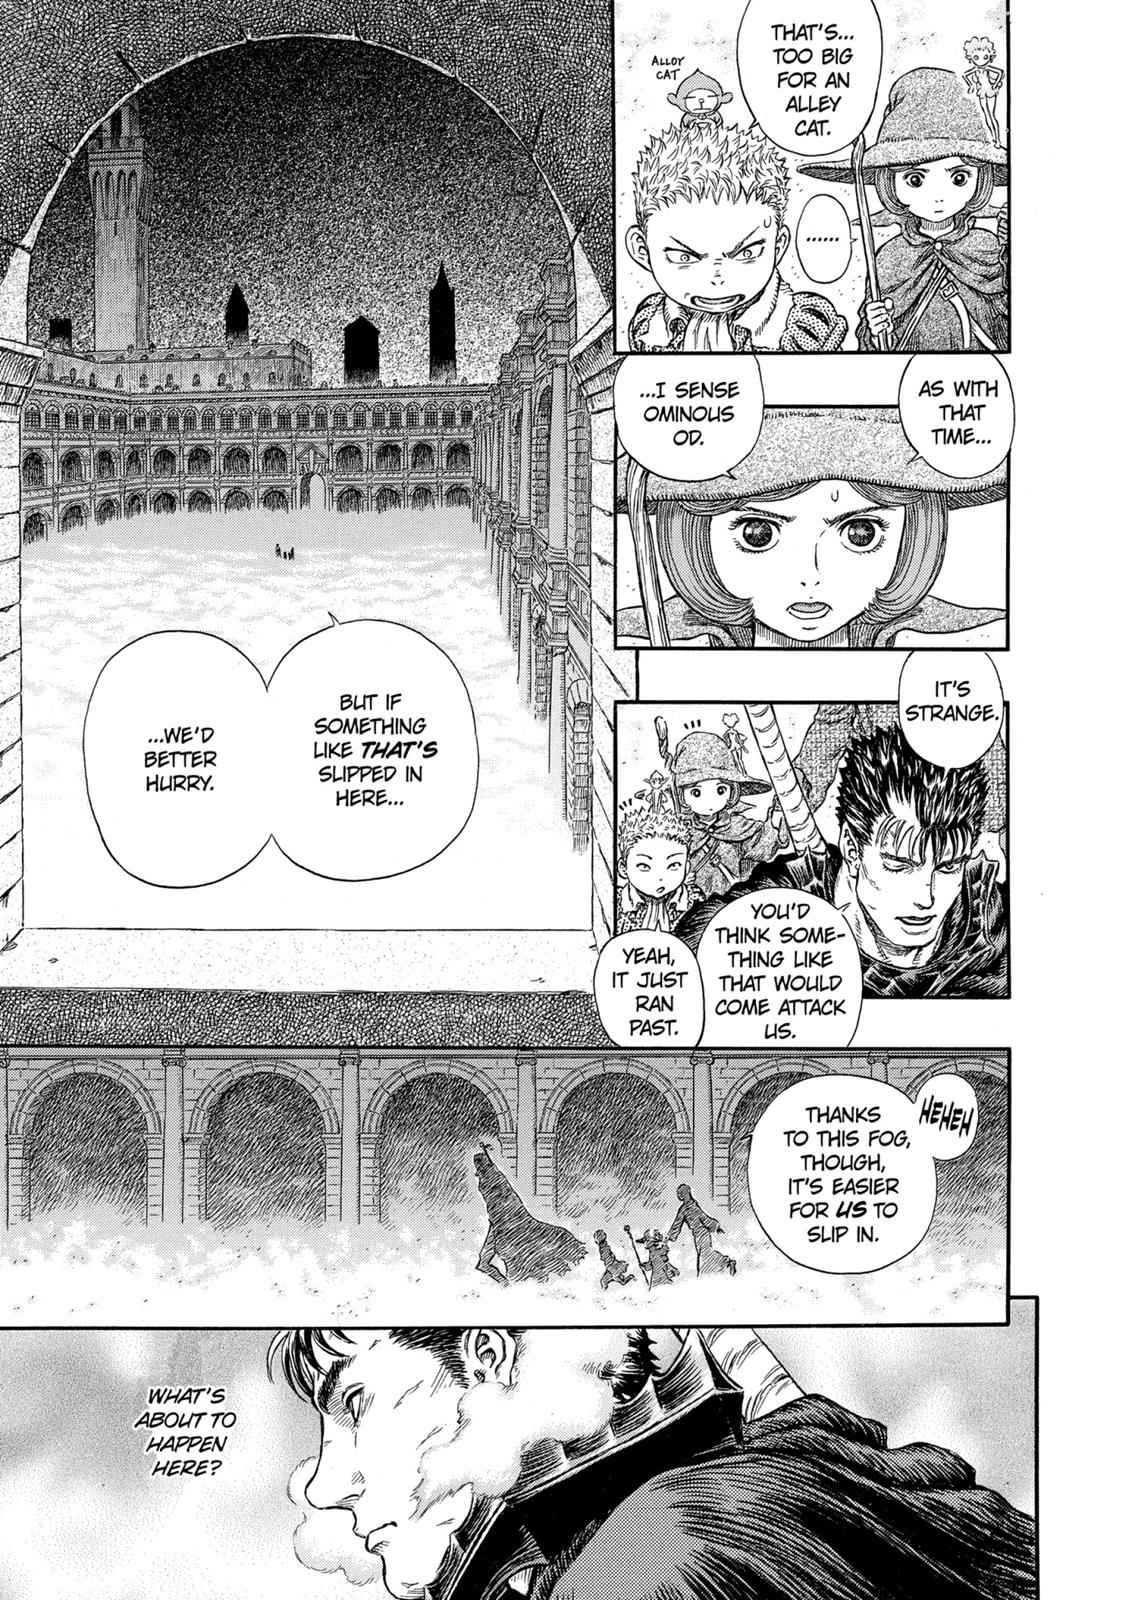 THAT'S...
TOO BIG
FOR AN
ALLEY
CAT.
ALLOY
CAT
......
AS WITH
THAT
TIME...
...I SENSE
OMINOUS
OD.
IT'S
STRANGE.
YOU'D
THINK SOME-
THING LIKE
THAT WOULD
COME ATTACK
US.
YEAH,
IT JUST
RAN
PAST.
BUT IF
SOMETHING
LIKE THAT'S
SLIPPED IN
HERE...
...WE'D
BETTER
HURRY.
HEHEH
THANKS
TO THIS FOG,
THOUGH,
IT'S EASIER
FOR US TO
SLIP IN.
WHAT'S
ABOUT TO
HAPPEN
HERE?